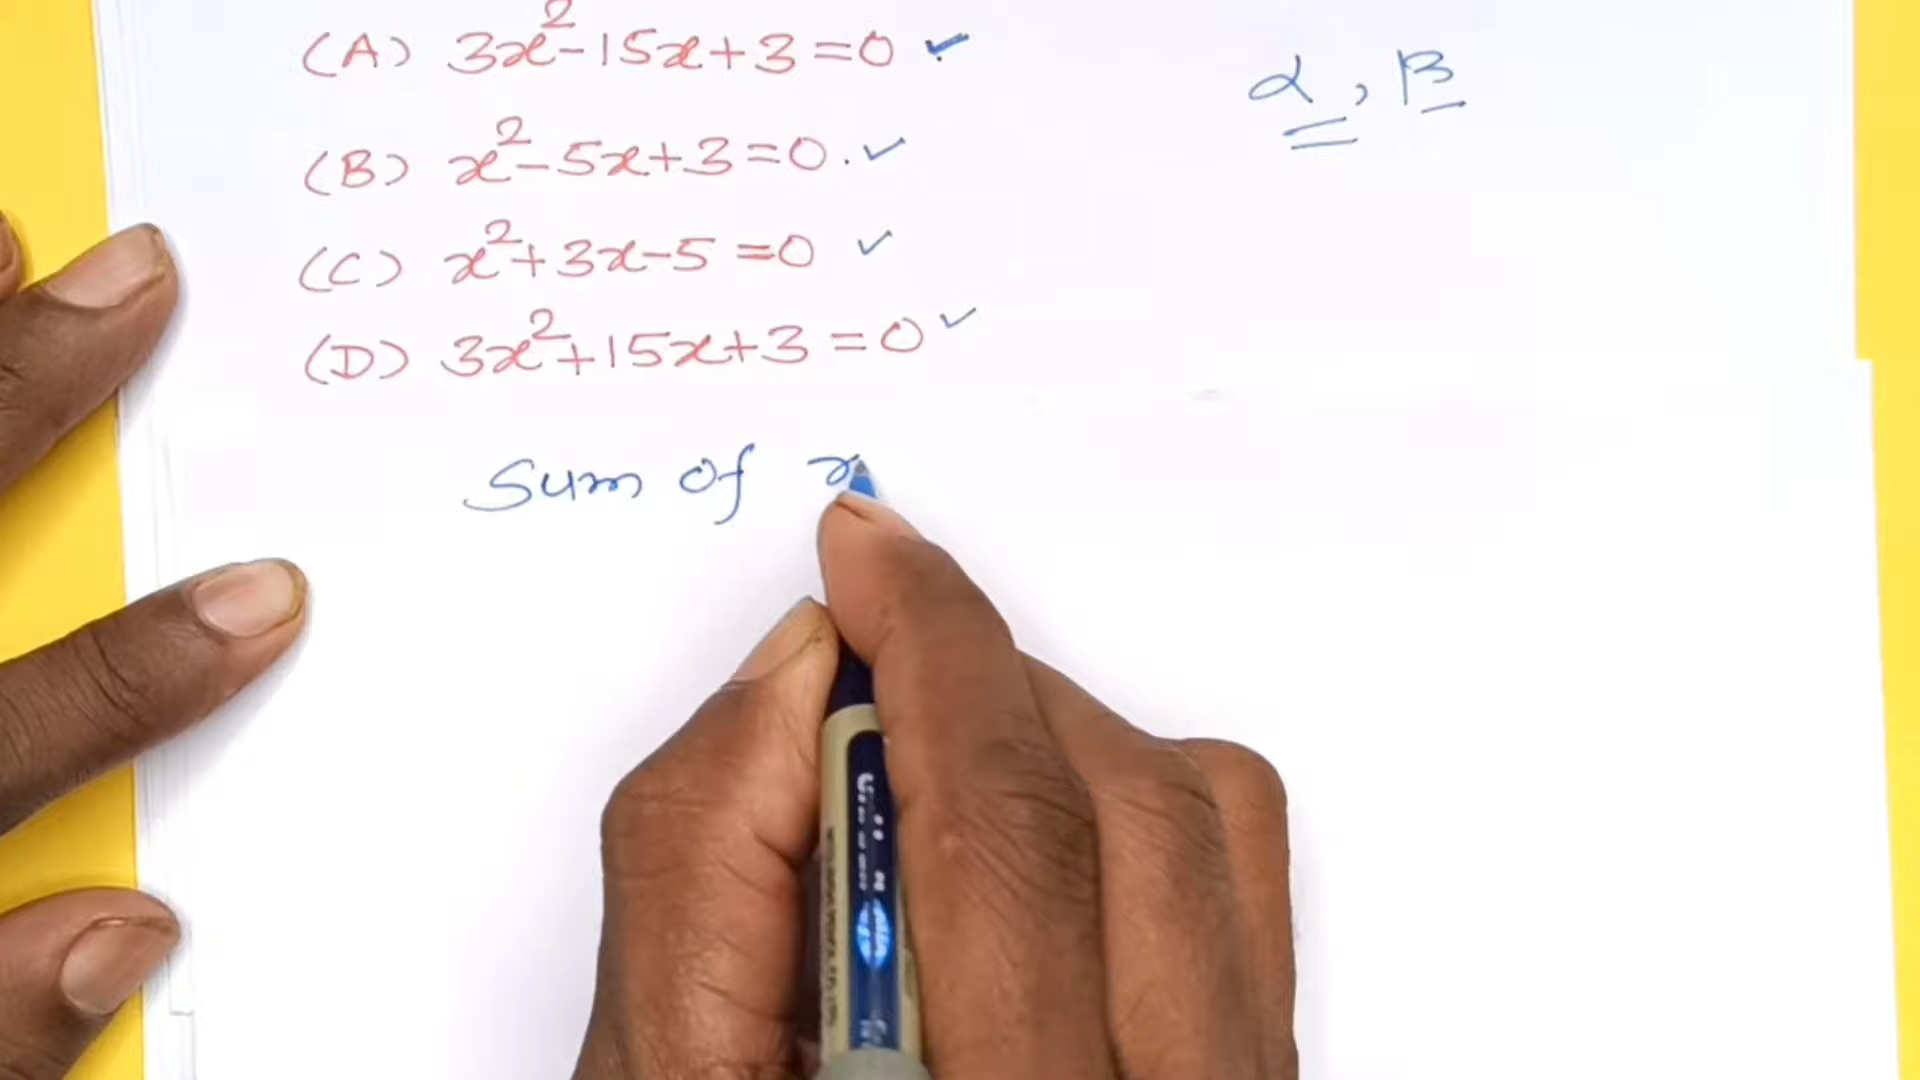 (A) 3x²-15x+3=0 ✓
α, β
(B) x²-5x+3=0. ✓
(C) x²+3x-5=0 ✓
(D) 3x²+15x+3=0 ✓
Sum of r